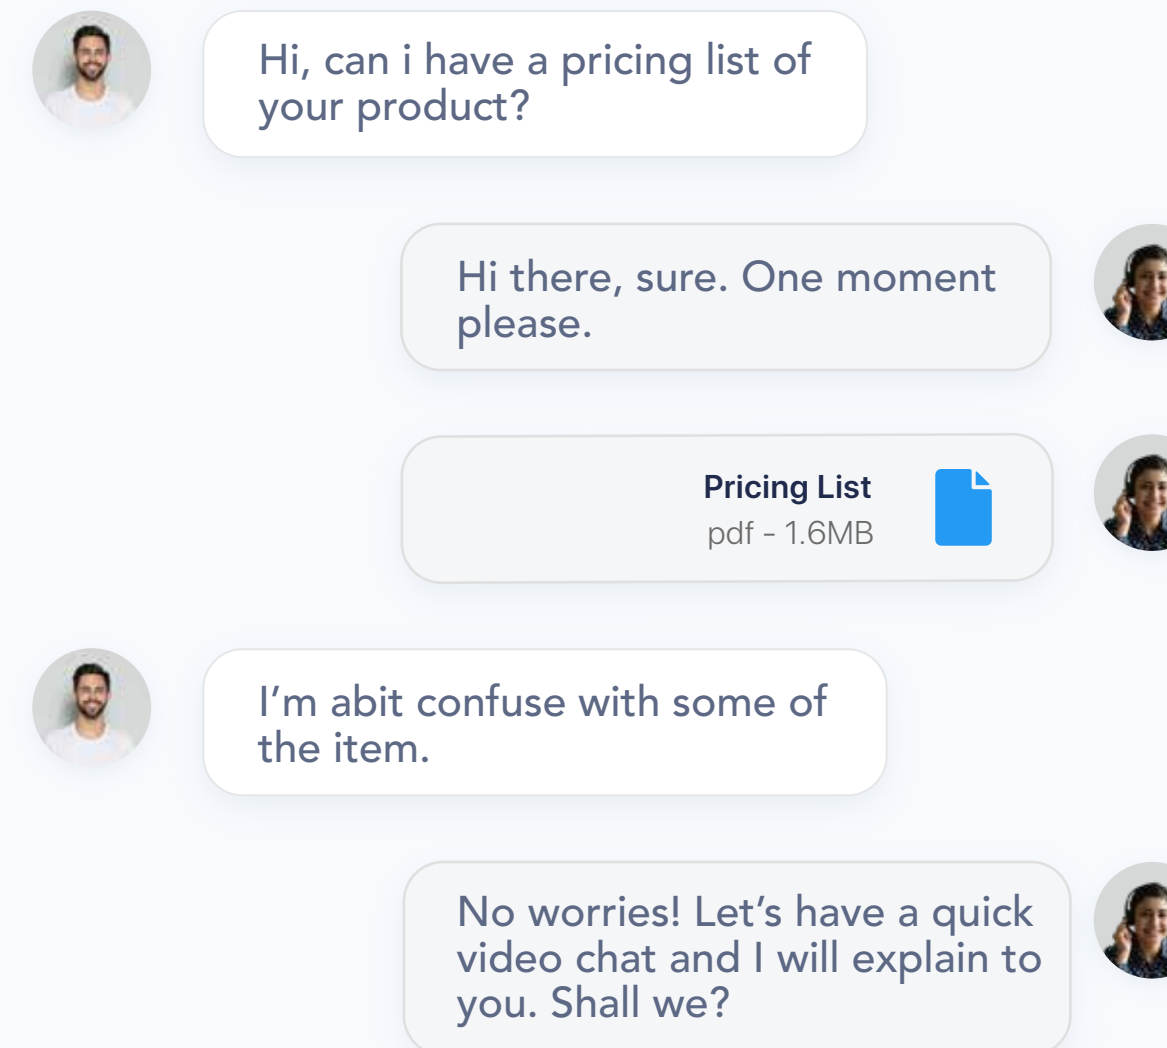 Hi, can i have a pricing list of
your product?
Hi there, sure. One moment
please.
Pricing List
pdf - 1.6MB
I’m abit confuse with some of
the item.
No worries! Let’s have a quick
video chat and I will explain to
you. Shall we?